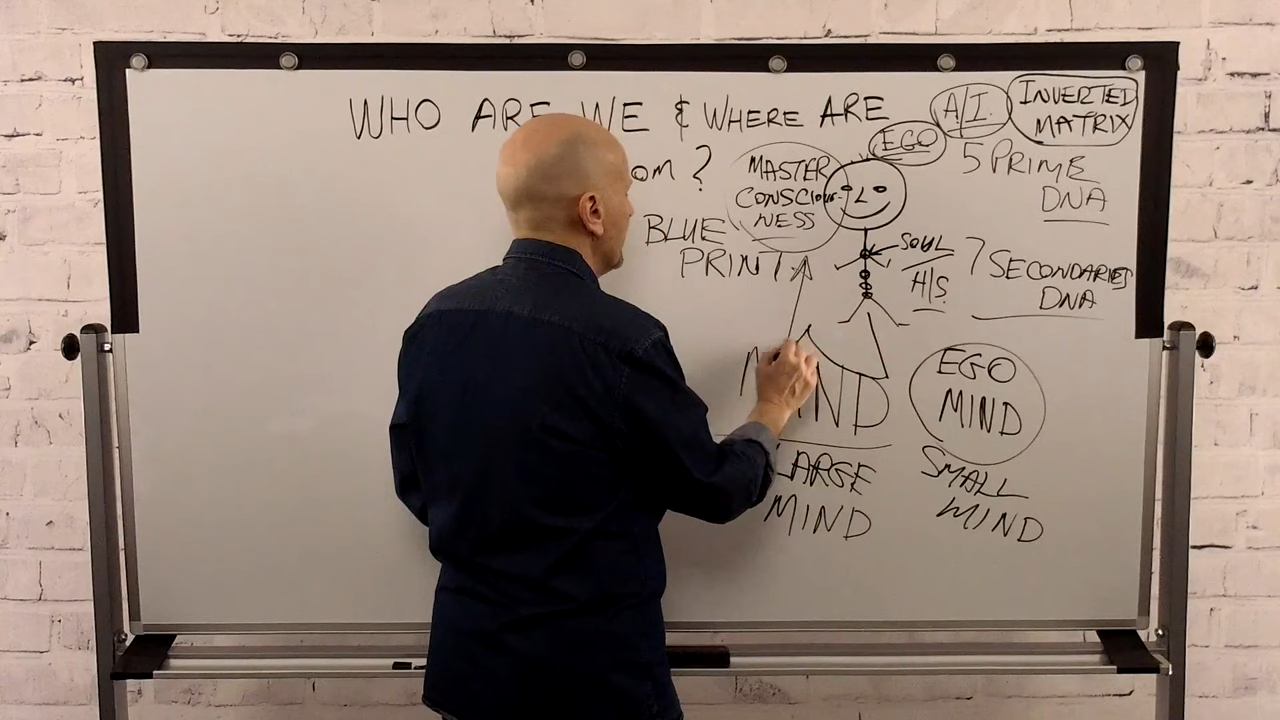 WHO ARE WE & WHERE ARE
OM?
MASTER
CONSCIOUS-
NESS
BLUE
PRINT
EGO
A/I.
INVERTED
MATRIX
5 PRIME
DNA
SOUL
H/S
7 SECONDARIES
DNA
MIND
LARGE
MIND
EGO
MIND
SMALL
MIND